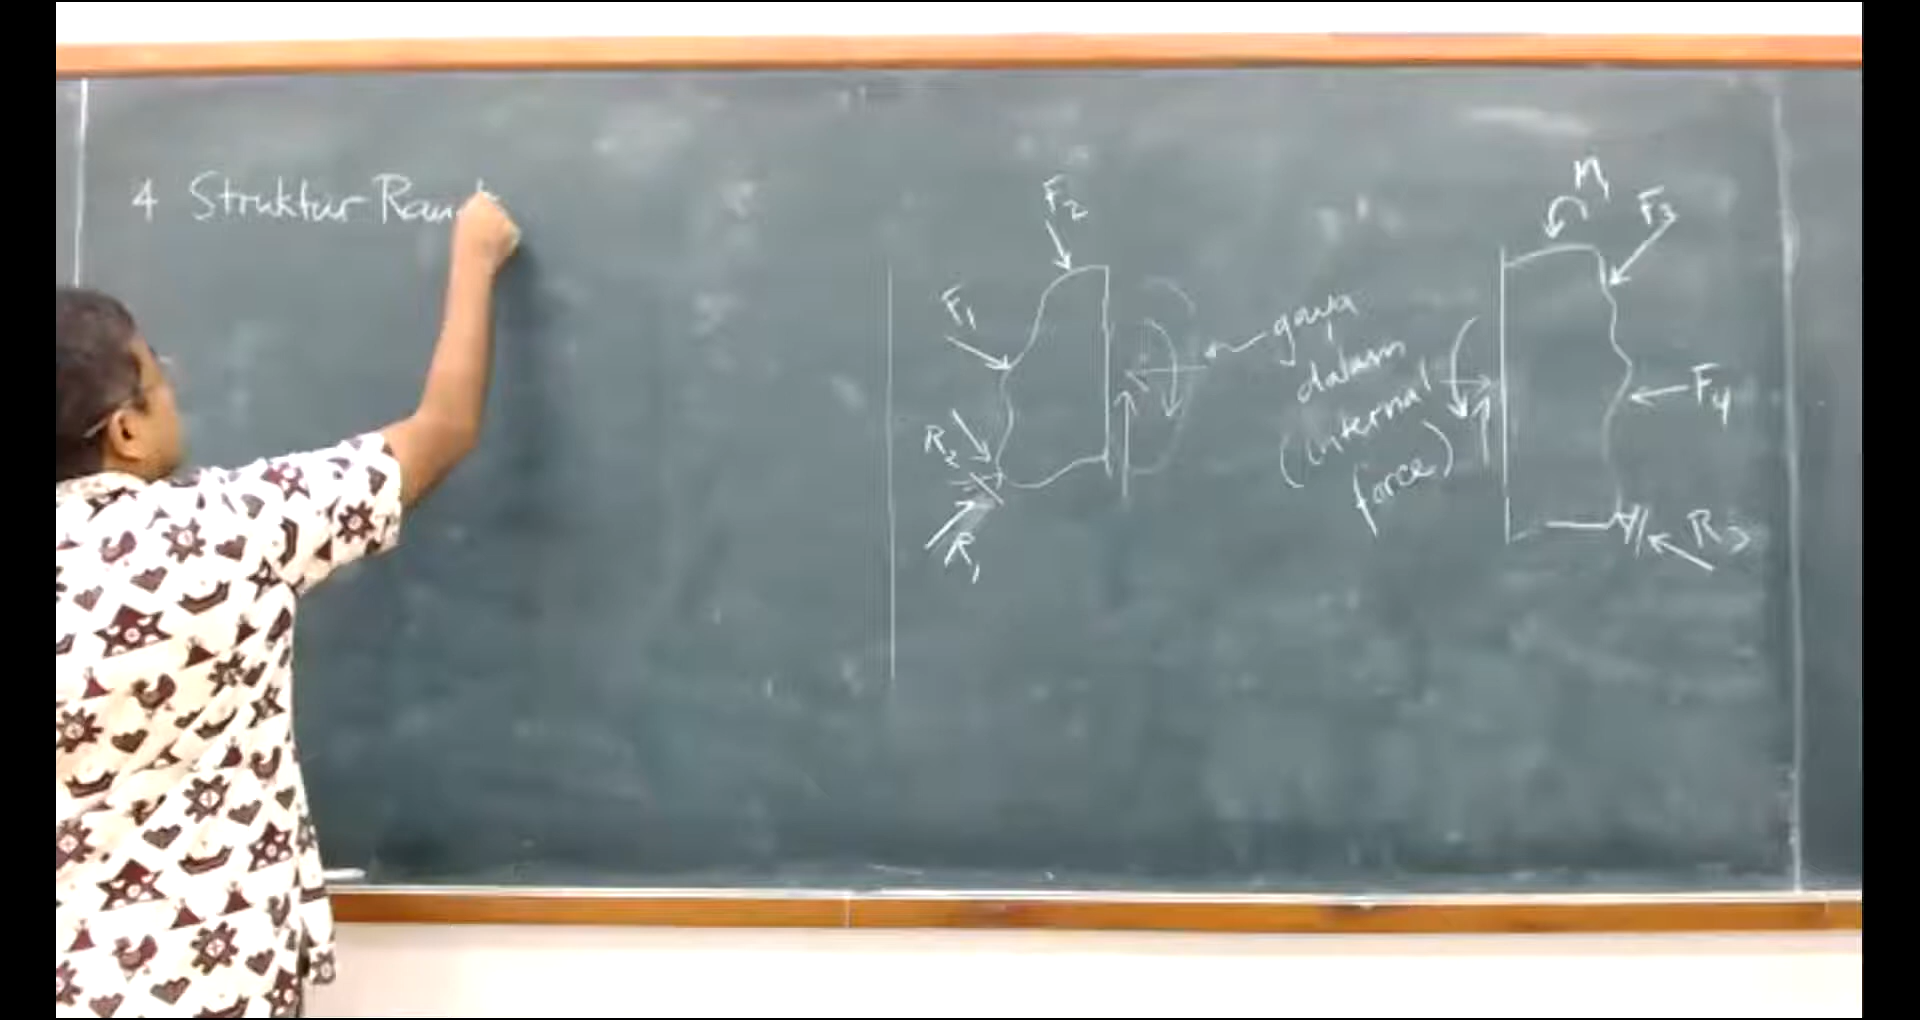 4 Struktur Ran
F2
F1
R2
R1
gaya
dalam
(internal
force)
M1
F3
F4
R3